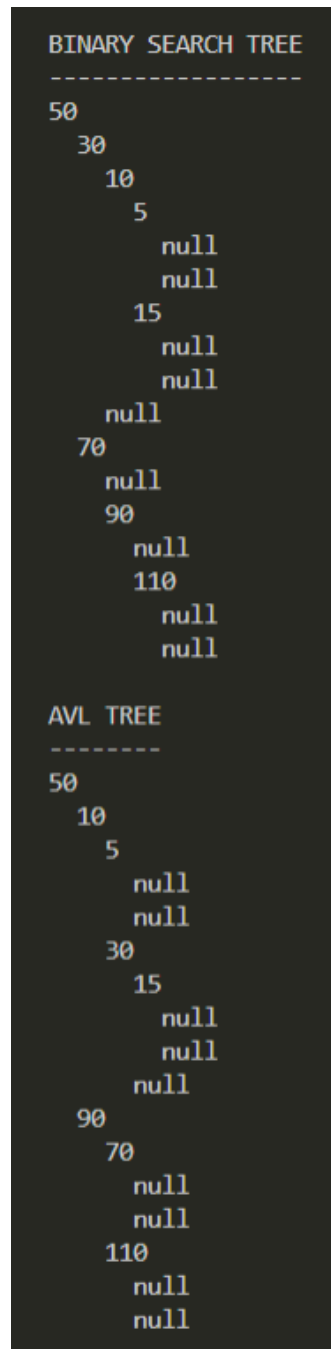 BINARY SEARCH TREE
------------------
50
  30
    10
      5
        null
        null
      15
        null
        null
    null
  70
    null
    90
      null
      110
        null
        null

AVL TREE
--------
50
  10
    5
      null
      null
    30
      15
        null
        null
      null
  90
    70
      null
      null
    110
      null
      null